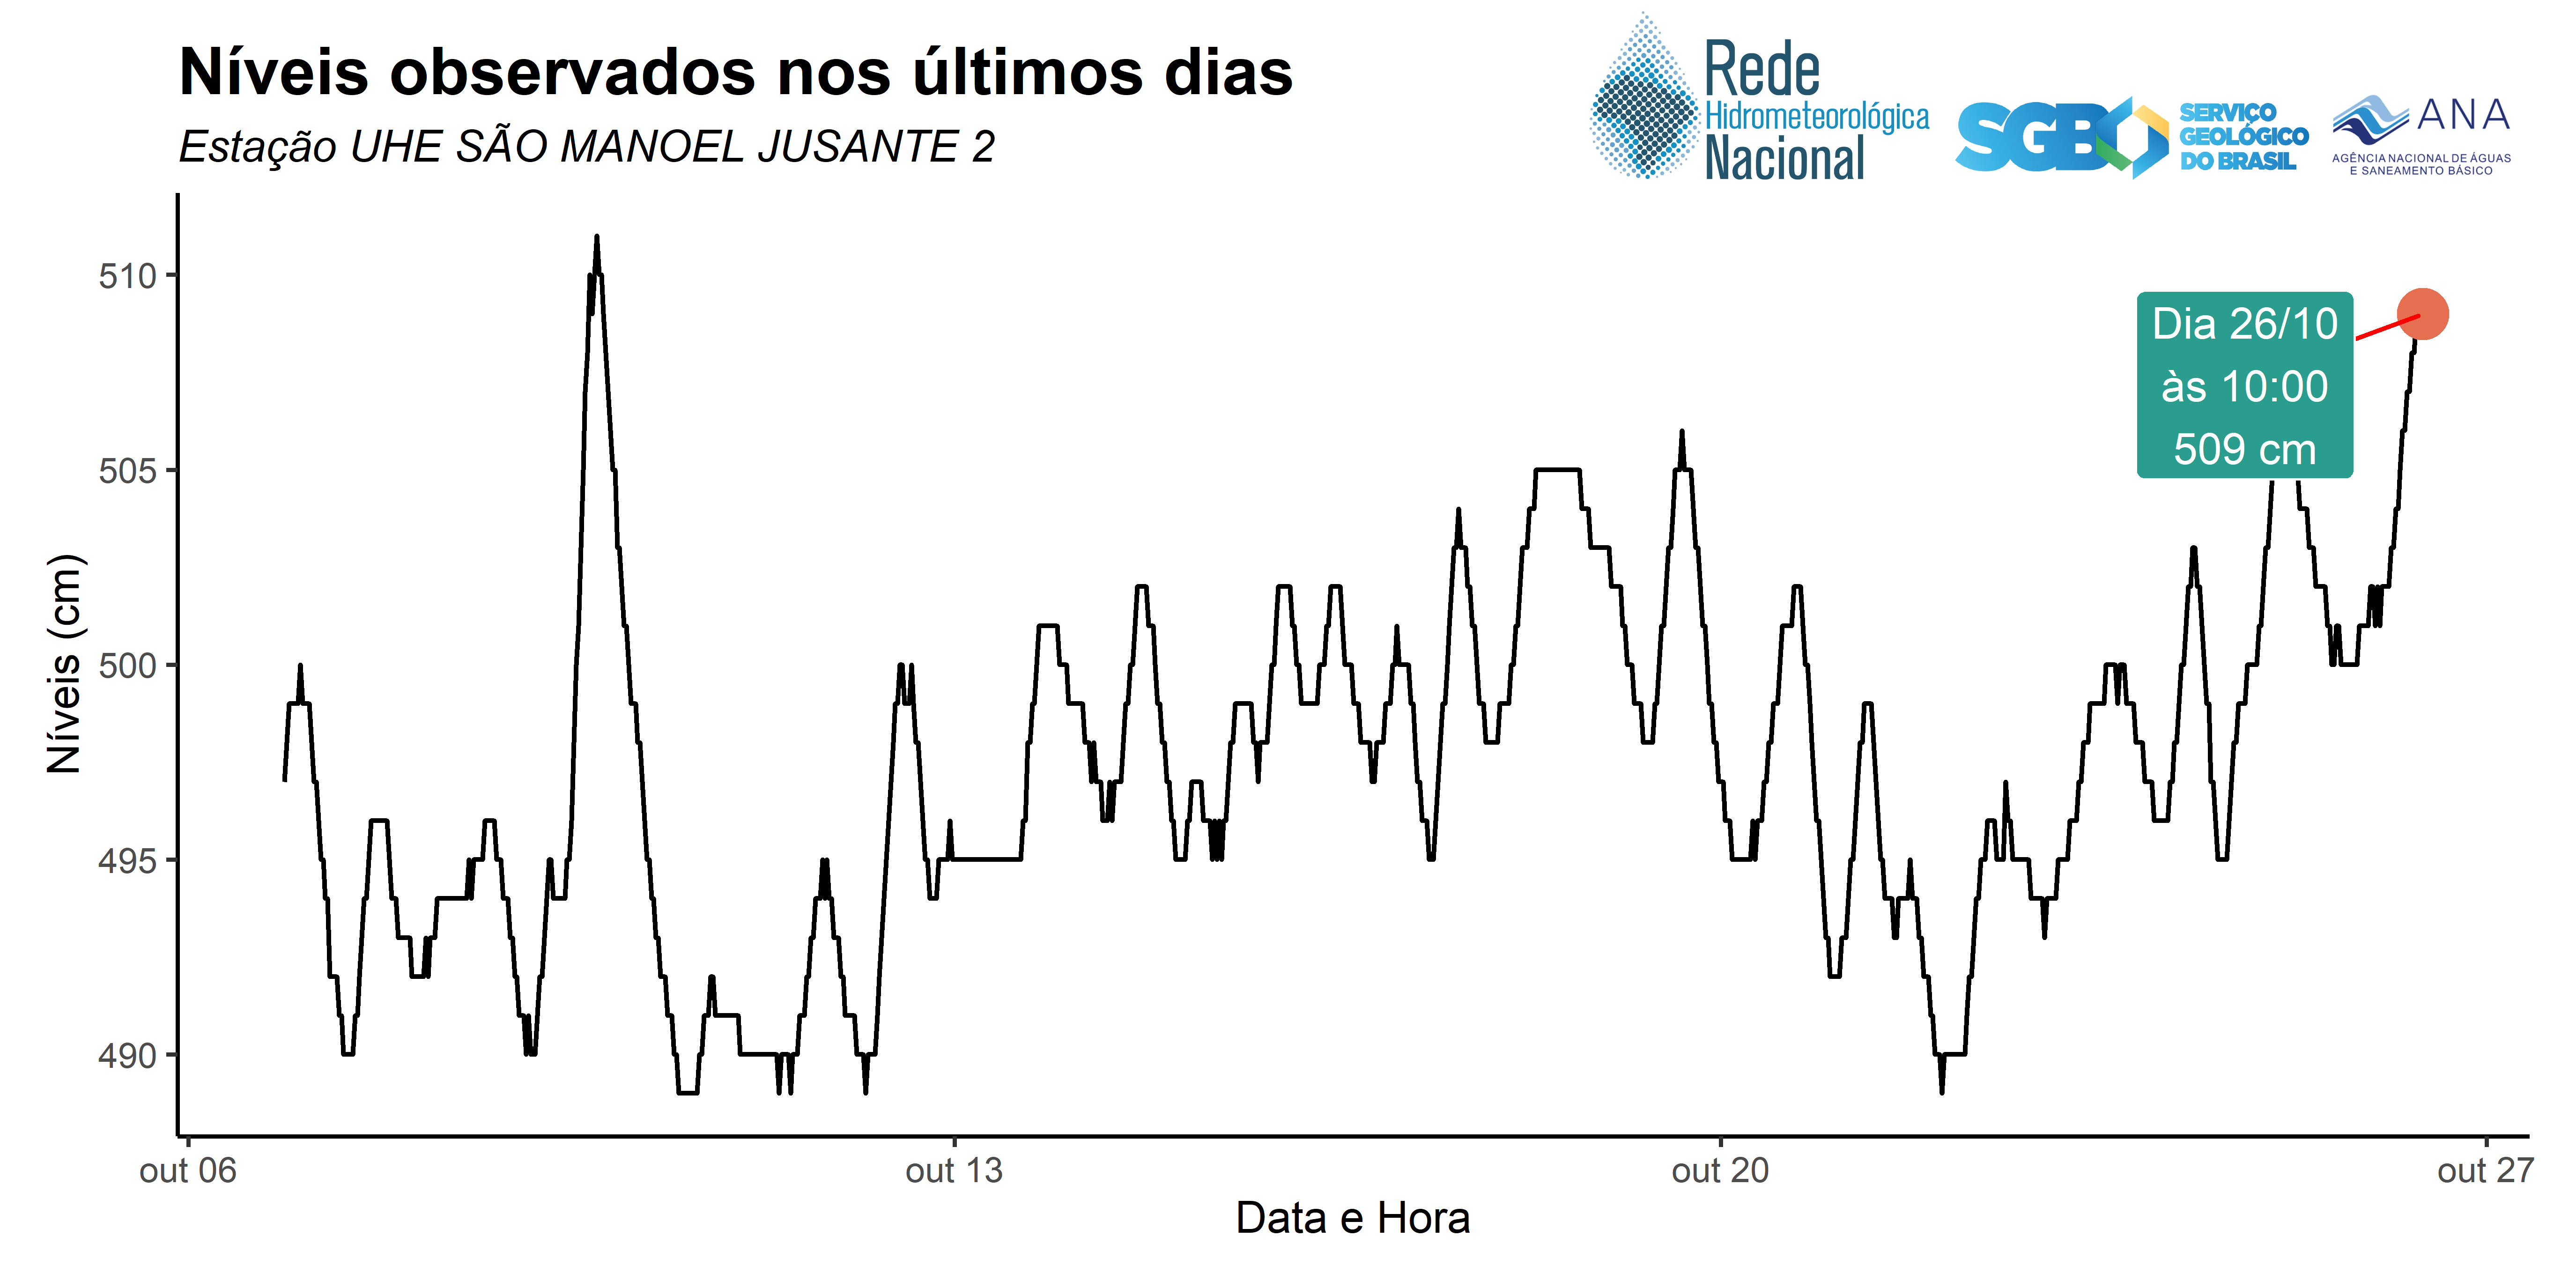 Níveis observados nos últimos dias
Estação UHE SÃO MANOEL JUSANTE 2
Rede
Hidrometeorológica
Nacional
SGB
SERVIÇO
GEOLÓGICO
DO BRASIL
ANA
AGÊNCIA NACIONAL DE ÁGUAS
E SANEAMENTO BÁSICO
Níveis (cm)
510
505
500
495
490
Dia 26/10
às 10:00
509 cm
out 06
out 13
out 20
out 27
Data e Hora